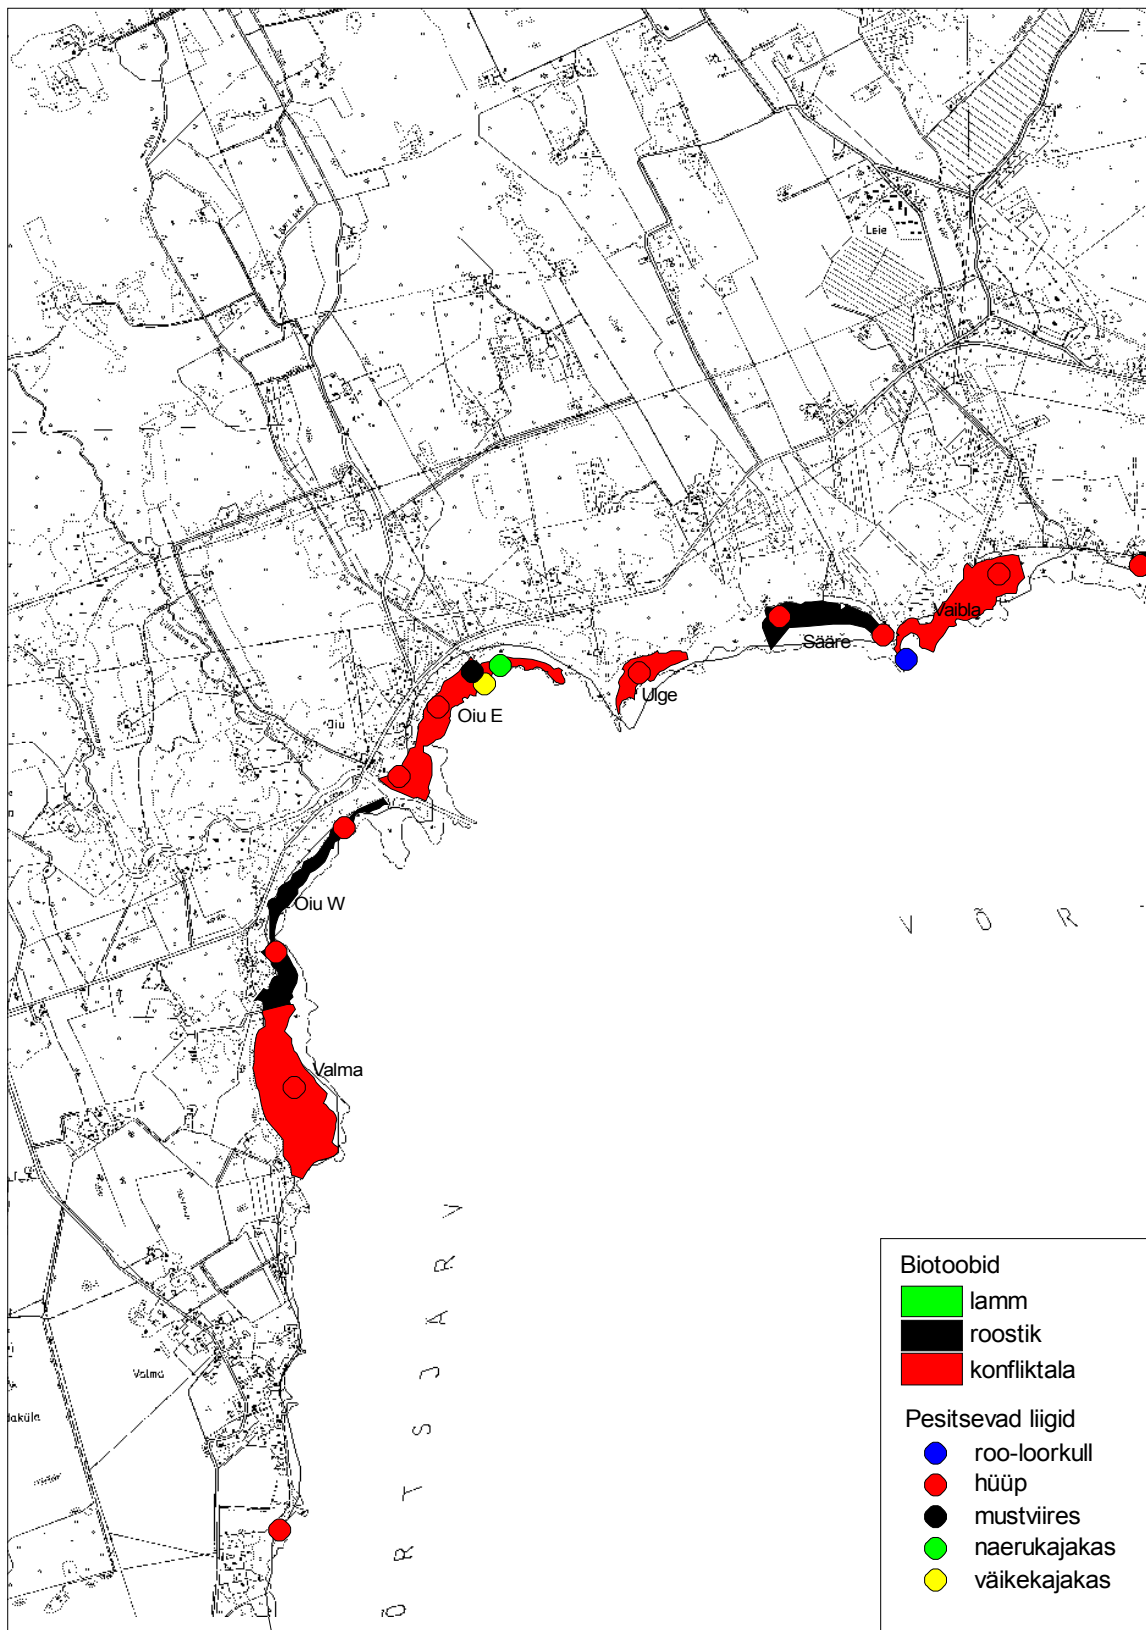 Leie
Vaibla
Sääre
Ulge
Oiu E
Oiu
Oiu W
V Õ R
Valma
V Õ R T S J Ä R V
Valma
daküla
Biotoobid
lamm
roostik
konfliktala
Pesitsevad liigid
roo-loorkull
hüüp
mustviires
naerukajakas
väikekajakas